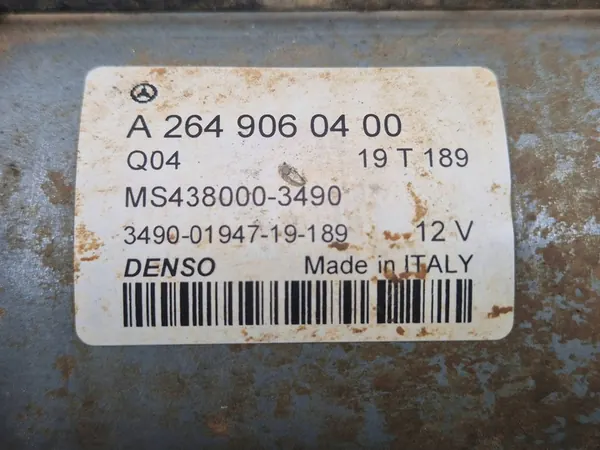 A 264 906 04 00
Q04 19 T 189
MS438000-3490
3490-01947-19-189 12 V
DENSO Made in ITALY